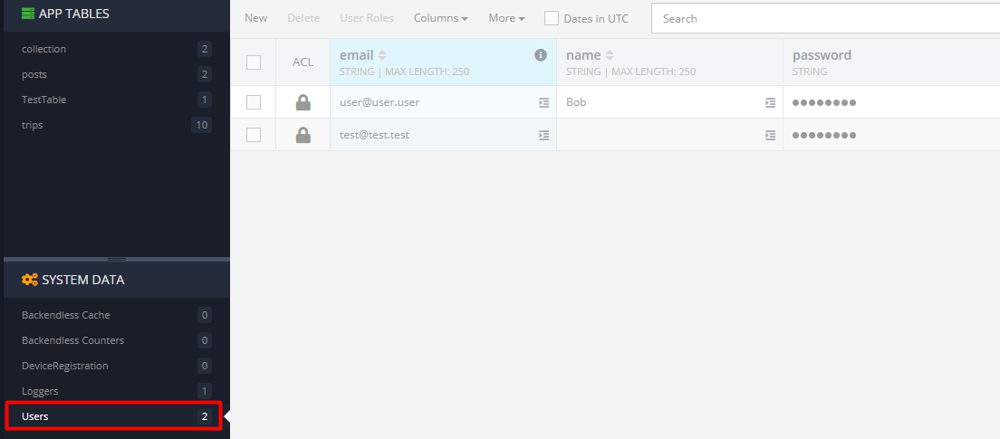 APP TABLES
collection 2
posts 2
TestTable 1
trips 10
SYSTEM DATA
Backendless Cache 0
Backendless Counters 0
DeviceRegistration 0
Loggers 1
Users 2
New Delete User Roles Columns More Dates in UTC Search
ACL email name password
STRING | MAX LENGTH: 250 STRING | MAX LENGTH: 250 STRING
user@user.user Bob ●●●●●●●●
test@test.test ●●●●●●●●